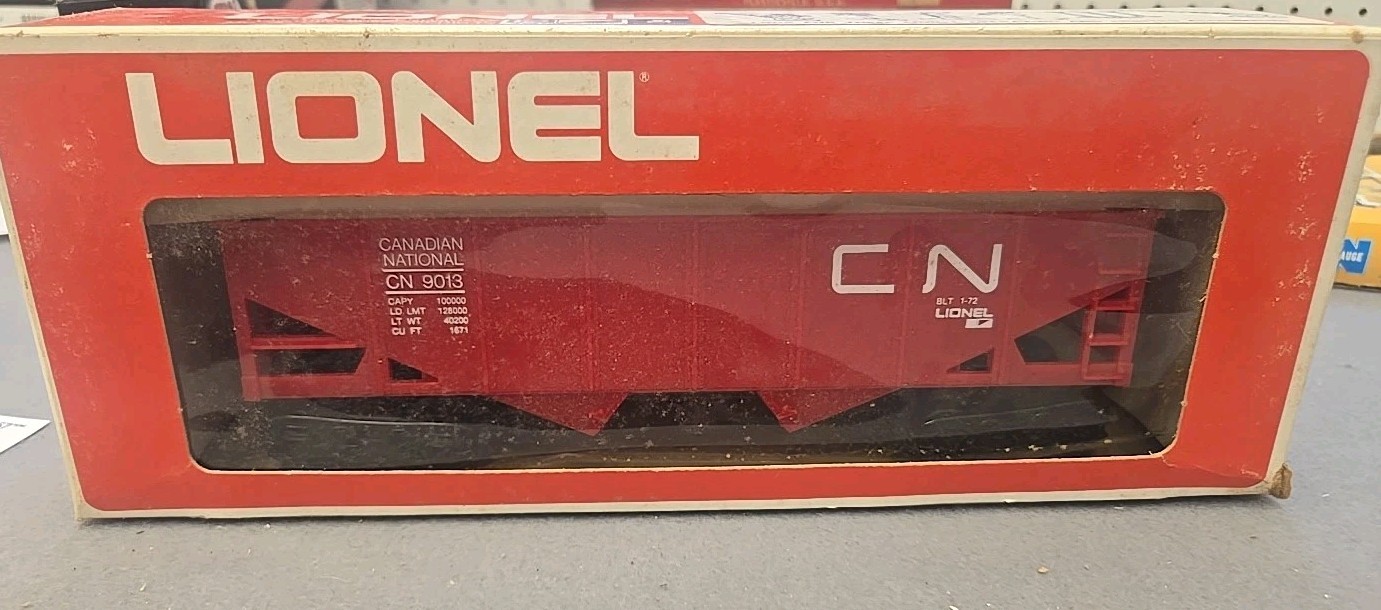 LIONEL®
CANADIAN
NATIONAL
CN 9013
CAPY 100000
LD LMT 128000
LT WT 40200
CU FT 1671
CN
BLT 1-72
LIONEL